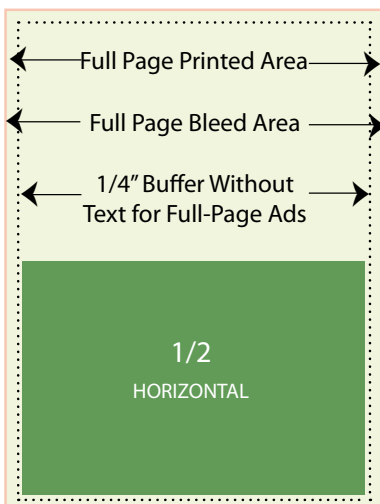 Full Page Printed Area
Full Page Bleed Area
1/4” Buffer Without
Text for Full-Page Ads
1/2
HORIZONTAL